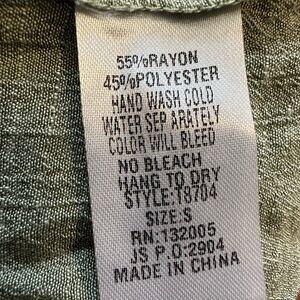 55%RAYON
45%POLYESTER
HAND WASH COLD
WATER SEP ARATELY
COLOR WILL BLEED
NO BLEACH
HANG TO DRY
STYLE:18704
SIZE:S
RN:132005
JS P.O:2904
MADE IN CHINA